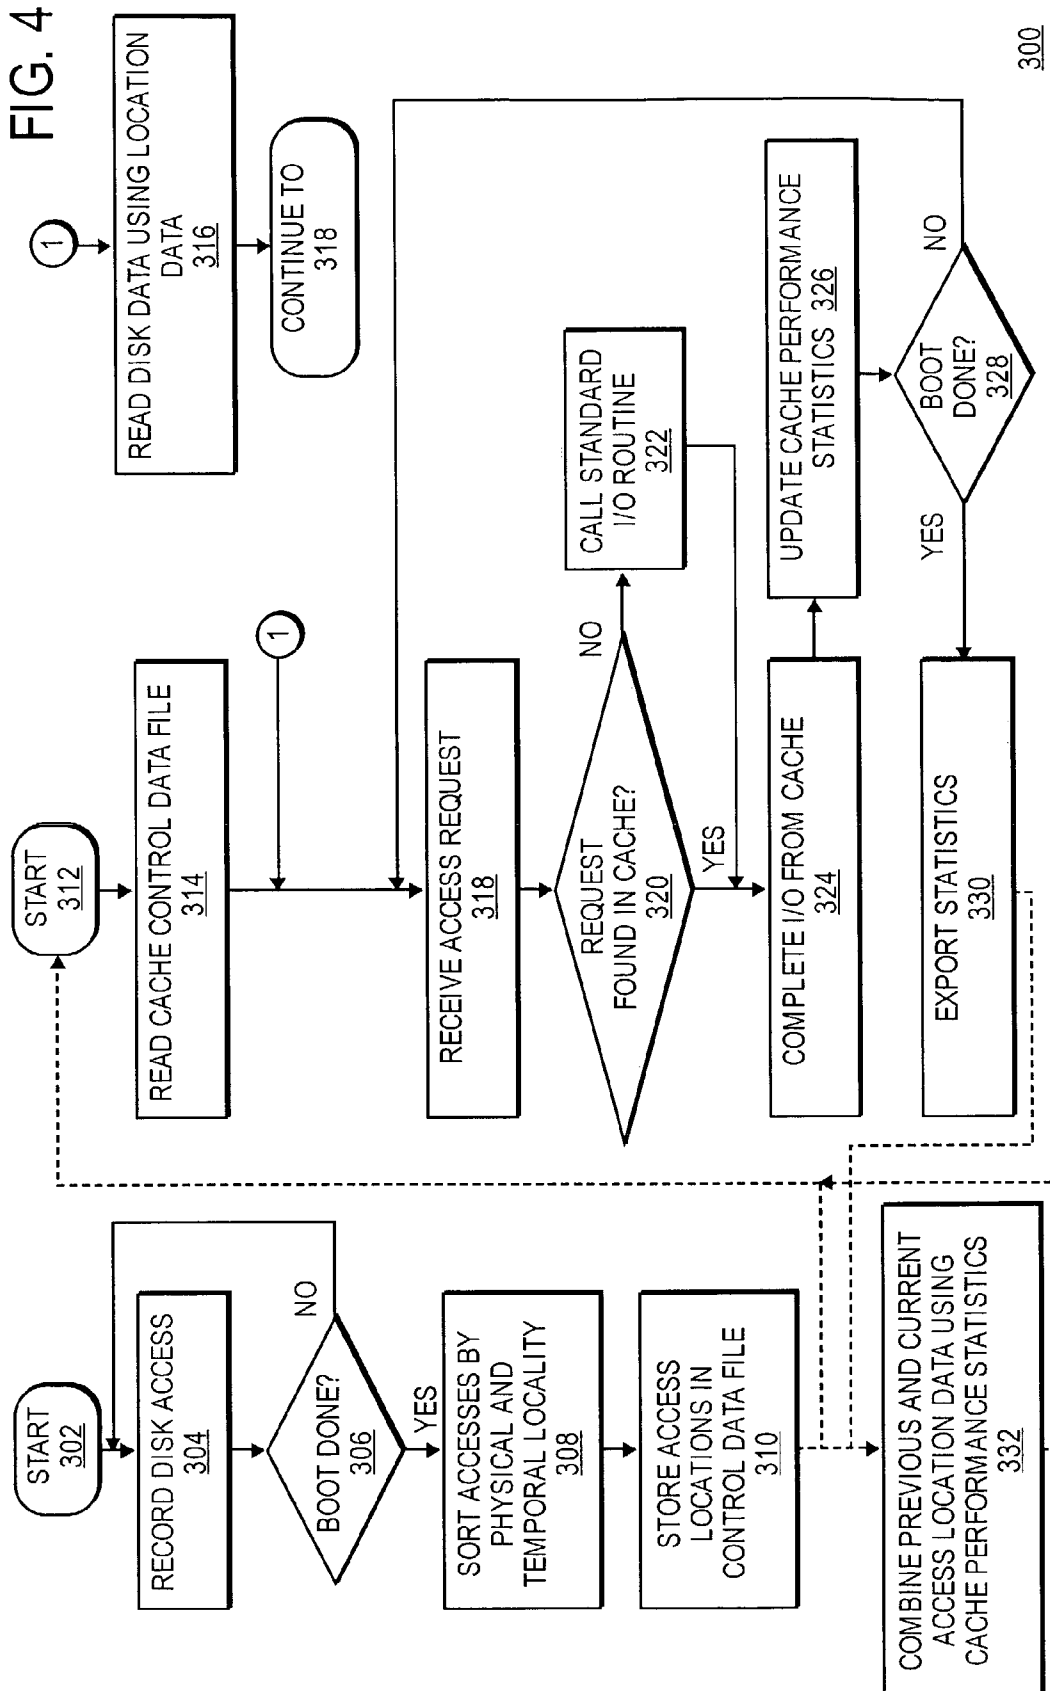 FIG. 4
START
302
RECORD DISK ACCESS
304
BOOT DONE?
306
NO
YES
SORT ACCESSES BY
PHYSICAL AND
TEMPORAL LOCALITY
308
STORE ACCESS
LOCATIONS IN
CONTROL DATA FILE
310
COMBINE PREVIOUS AND CURRENT
ACCESS LOCATION DATA USING
CACHE PERFORMANCE STATISTICS
332
START
312
READ CACHE CONTROL DATA FILE
314
1
RECEIVE ACCESS REQUEST
318
REQUEST
FOUND IN CACHE?
320
NO
YES
CALL STANDARD
I/O ROUTINE
322
COMPLETE I/O FROM CACHE
324
UPDATE CACHE PERFORMANCE
STATISTICS 326
BOOT
DONE?
328
NO
YES
EXPORT STATISTICS
330
1
READ DISK DATA USING LOCATION
DATA
316
CONTINUE TO
318
300